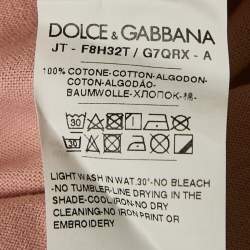 DOLCE & GABBANA
JT - F8H32T / G7QRX - A
100% COTONE-COTTON-ALGODON-
COTON-ALGODÃO-
BAUMWOLLE-ХЛОПОК-棉
30 30
LIGHT WASH IN WAT.30°-NO BLEACH
-NO TUMBLER-LINE DRYING IN THE
SHADE-COOL IRON-NO DRY
CLEANING-NO IRON PRINT OR
EMBROIDERY